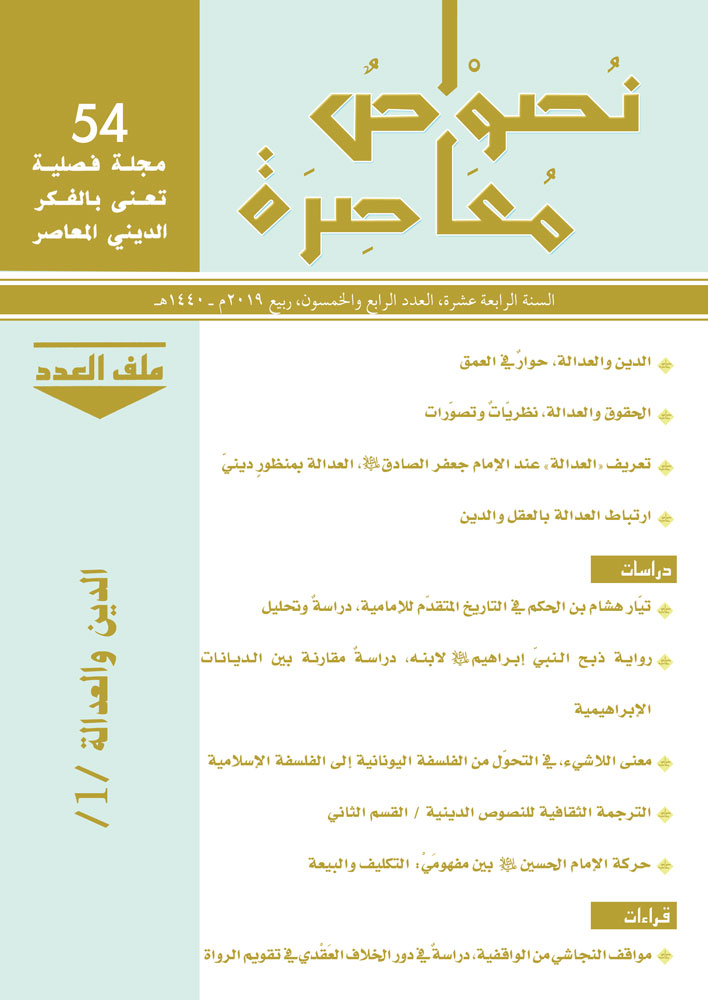 نُصُوْصٌ
مُعَاصِرَة
54
مجلة فصلية
تعنى بالفكر
الديني المعاصر
السنة الرابعة عشرة، العدد الرابع والخمسون، ربيع ٢٠١٩م ـ ١٤٤٠هـ
ملف العدد
الدين والعدالة /1/
الدين والعدالة، حوارٌ في العمق
الحقوق والعدالة، نظريّاتٌ وتصوّرات
تعريف «العدالة» عند الإمام جعفر الصادق، العدالة بمنظورٍ دينيّ
ارتباط العدالة بالعقل والدين
دراسات
تيّار هشام بن الحكم في التاريخ المتقدّم للإمامية، دراسةٌ وتحليل
رواية ذبح النبيّ إبراهيم لابنه، دراسةٌ مقارنة بين الديانات
الإبراهيمية
معنى اللاشيء، في التحوّل من الفلسفة اليونانية إلى الفلسفة الإسلامية
الترجمة الثقافية للنصوص الدينية / القسم الثاني
حركة الإمام الحسين بين مفهومَيْ: التكليف والبيعة
قراءات
مواقف النجاشي من الواقفية، دراسةٌ في دور الخلاف العَقْدي في تقويم الرواة